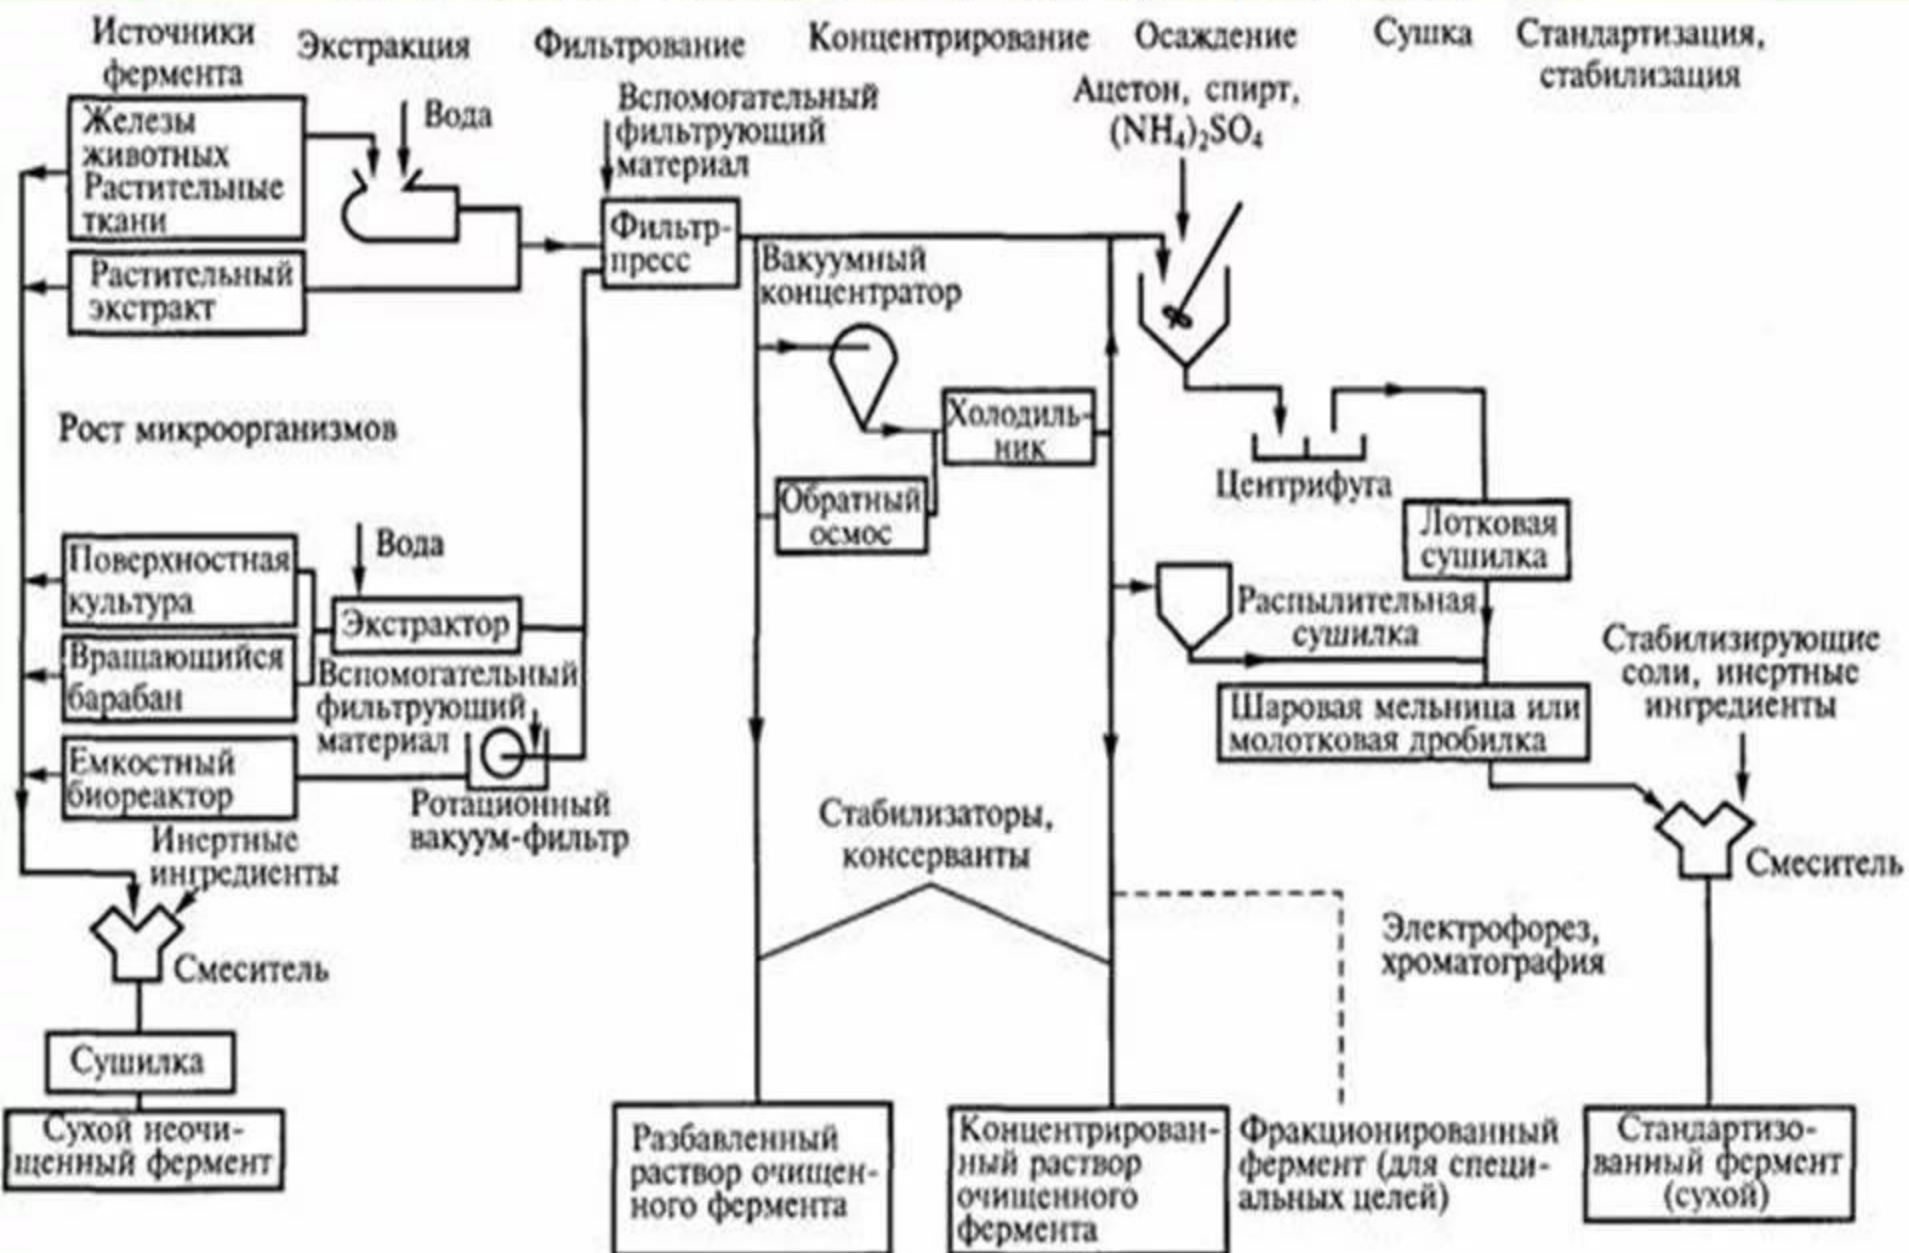 Источники
фермента
Экстракция
Фильтрование
Концентрирование
Осаждение
Сушка
Стандартизация,
стабилизация
Железы
животных
Растительные
ткани
Вода
Вспомогательный
фильтрующий
материал
Ацетон, спирт,
(NH₄)₂SO₄
Растительный
экстракт
Фильтр-
пресс
Вакуумный
концентратор
Рост микроорганизмов
Холодиль-
ник
Обратный
осмос
Центрифуга
Лотковая
сушилка
Поверхностная
культура
Вода
Экстрактор
Вращающийся
барабан
Вспомогательный
фильтрующий
материал
Распылительная
сушилка
Стабилизирующие
соли, инертные
ингредиенты
Шаровая мельница или
молотковая дробилка
Емкостный
биореактор
Ротационный
вакуум-фильтр
Инертные
ингредиенты
Стабилизаторы,
консерванты
Смеситель
Смеситель
Электрофорез,
хроматография
Сушилка
Сухой неочи-
щенный фермент
Разбавленный
раствор очищен-
ного фермента
Концентрирован-
ный раствор
очищенного
фермента
Фракционированный
фермент (для специ-
альных целей)
Стандартизо-
ванный фермент
(сухой)